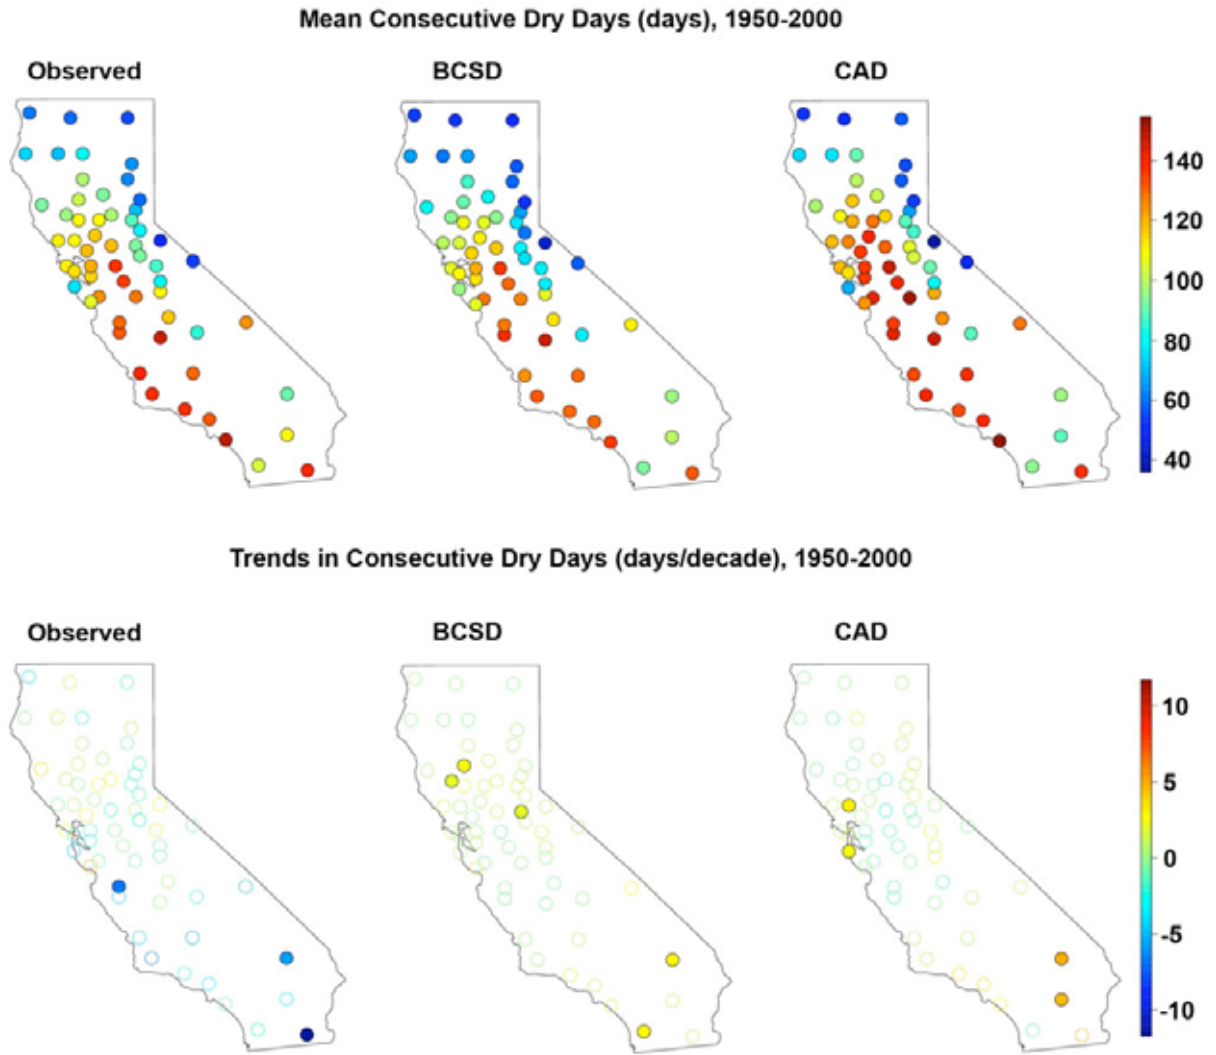 Mean Consecutive Dry Days (days), 1950-2000
Observed BCSD CAD
140
120
100
80
60
40
Trends in Consecutive Dry Days (days/decade), 1950-2000
Observed BCSD CAD
10
5
0
-5
-10